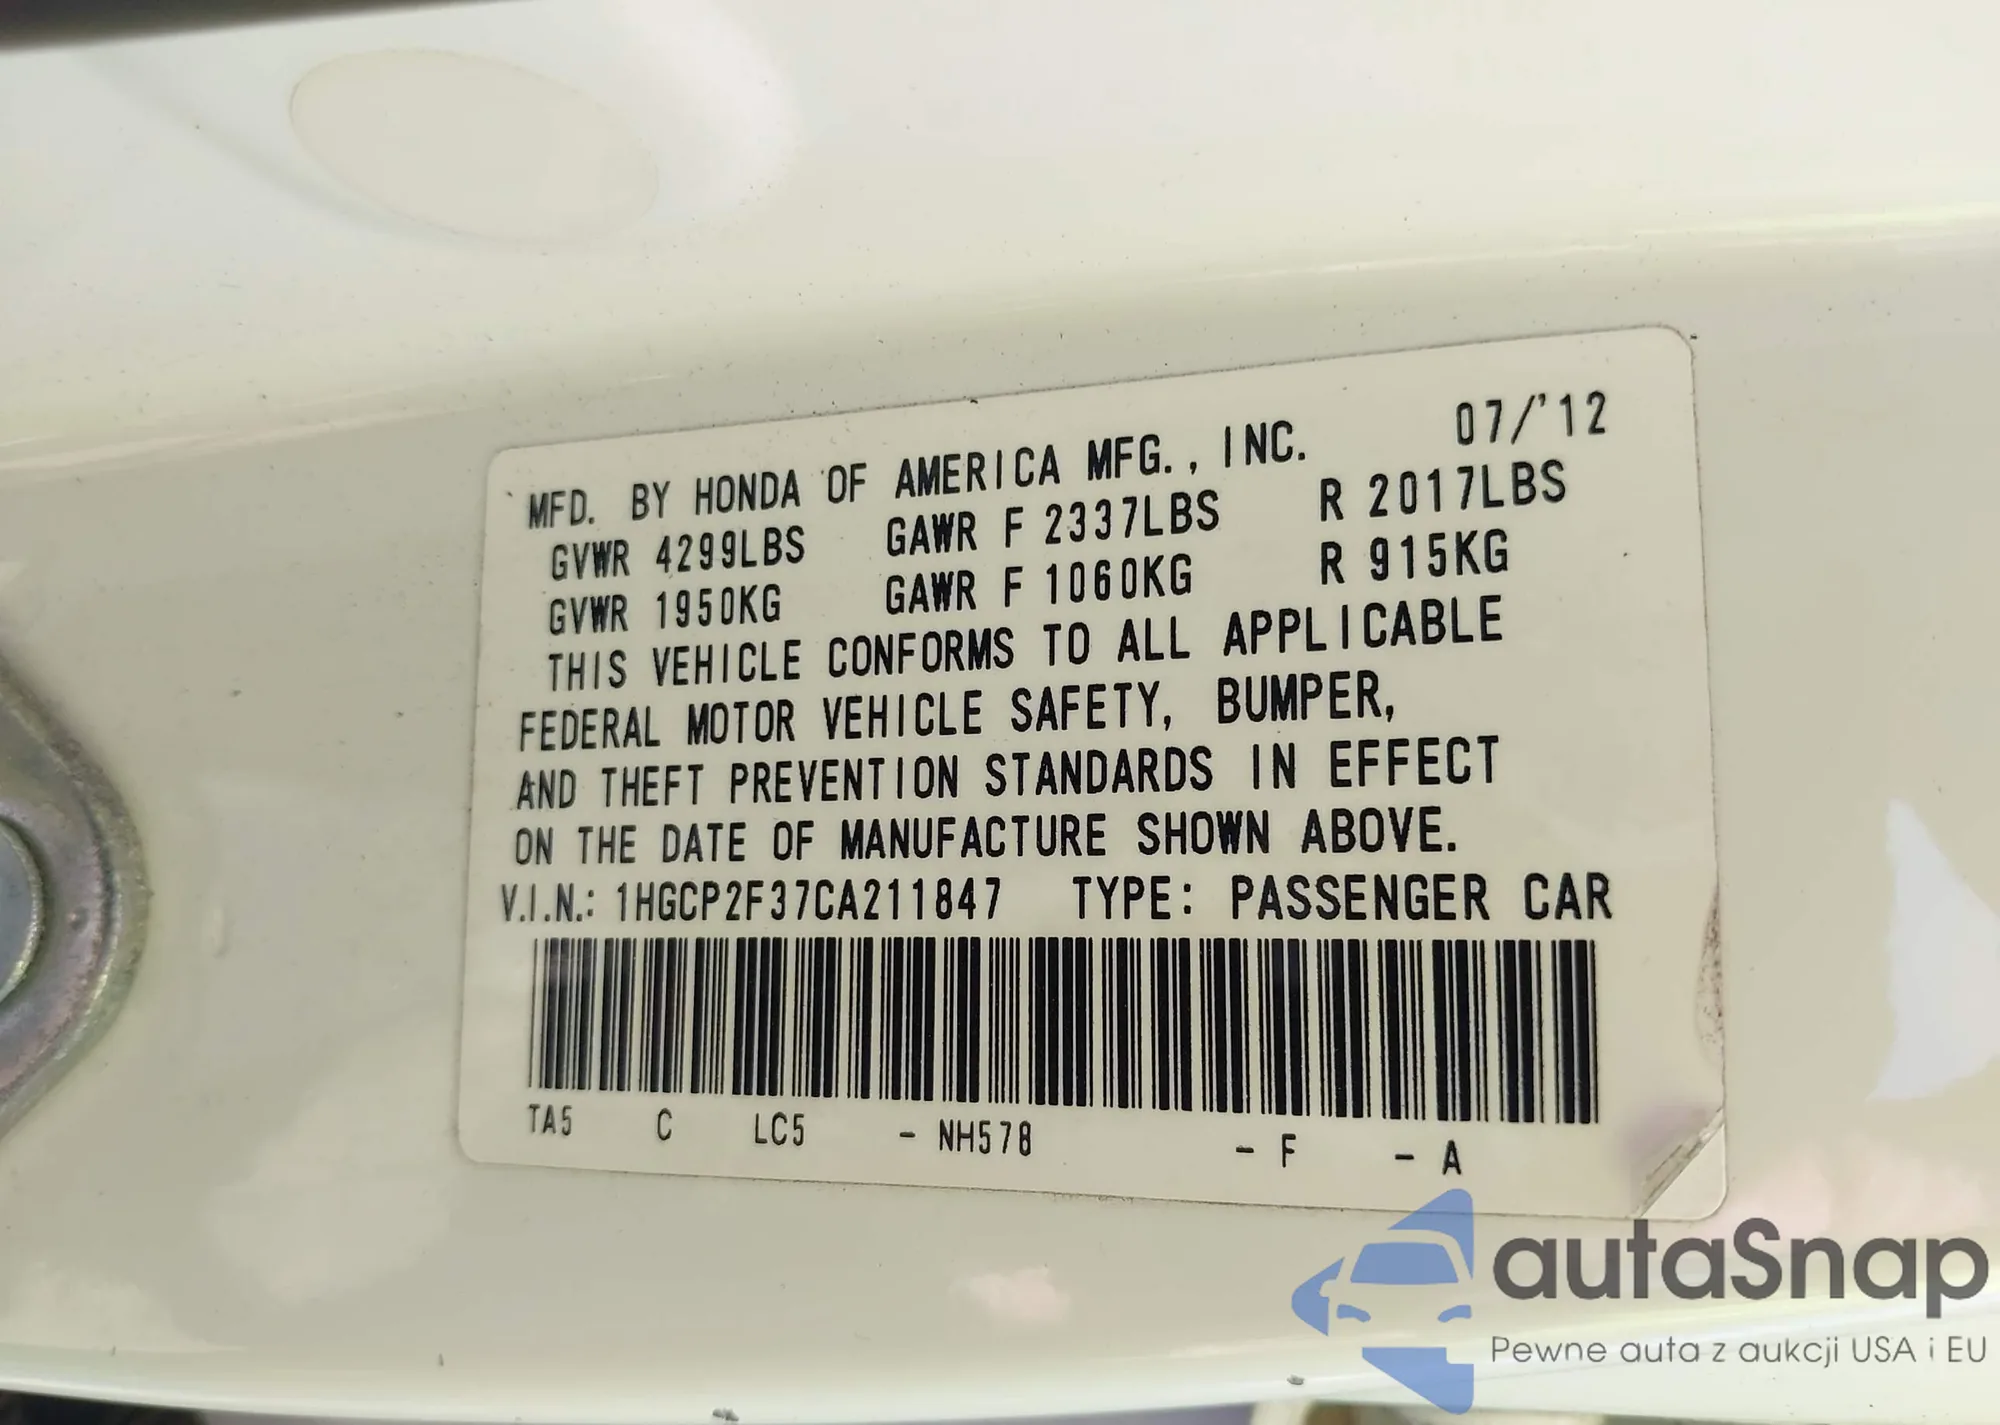 MFD. BY HONDA OF AMERICA MFG., INC. 07/'12
GVWR 4299LBS GAWR F 2337LBS R 2017LBS
GVWR 1950KG GAWR F 1060KG R 915KG
THIS VEHICLE CONFORMS TO ALL APPLICABLE
FEDERAL MOTOR VEHICLE SAFETY, BUMPER,
AND THEFT PREVENTION STANDARDS IN EFFECT
ON THE DATE OF MANUFACTURE SHOWN ABOVE.
V.I.N.: 1HGCP2F37CA211847 TYPE: PASSENGER CAR
TA5 C LC5 - NH578 - F - A
autaSnap
Pewne auta z aukcji USA i EU